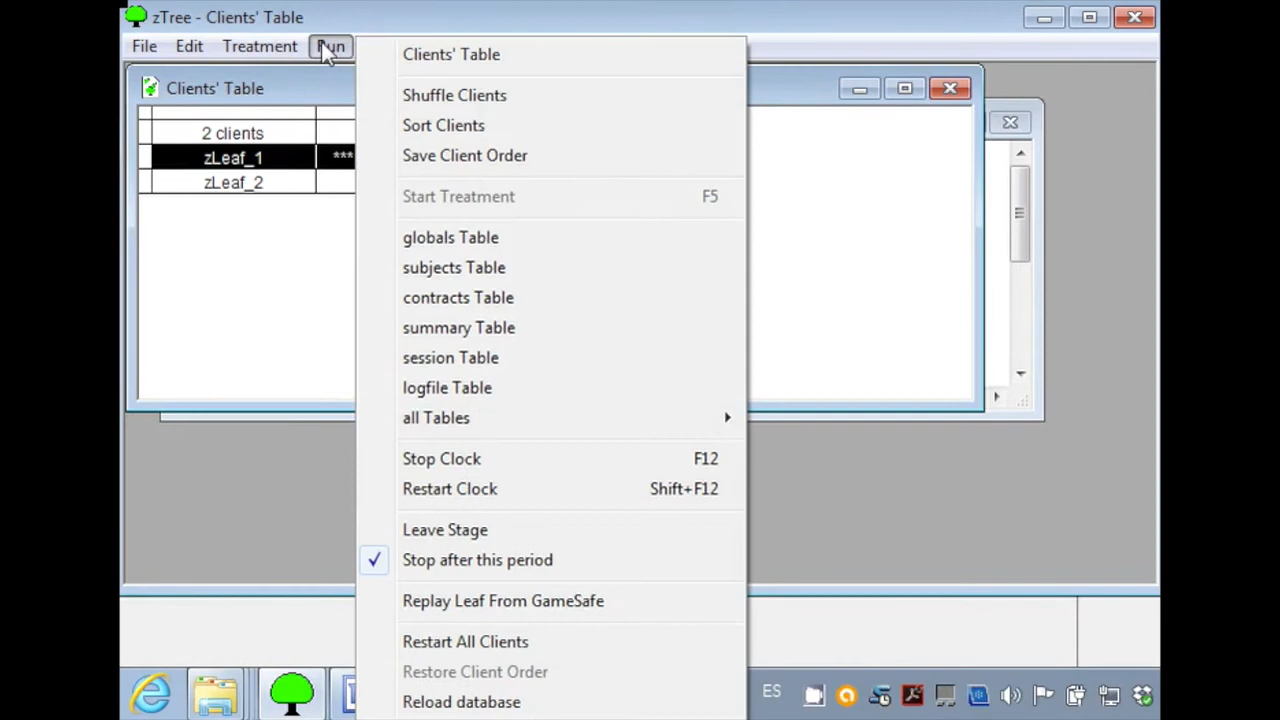 zTree - Clients' Table
File Edit Treatment Run
Clients' Table
2 clients
zLeaf_1 ***
zLeaf_2
Clients' Table
Shuffle Clients
Sort Clients
Save Client Order
Start Treatment F5
globals Table
subjects Table
contracts Table
summary Table
session Table
logfile Table
all Tables
Stop Clock F12
Restart Clock Shift+F12
Leave Stage
Stop after this period
Replay Leaf From GameSafe
Restart All Clients
Restore Client Order
Reload database
ES